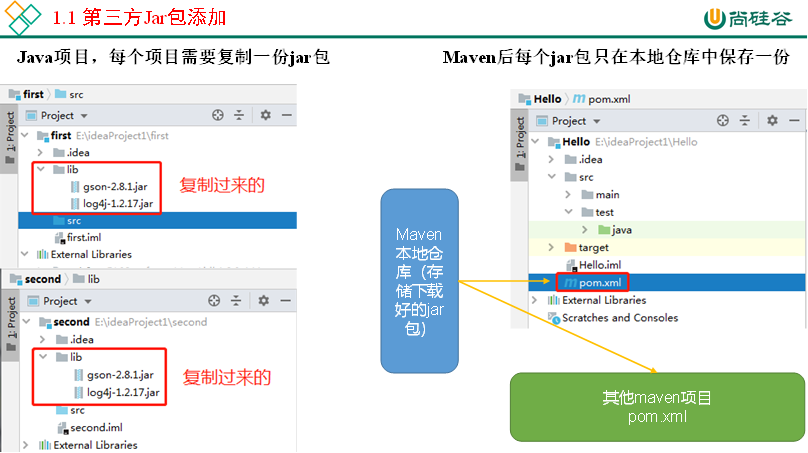 1.1 第三方Jar包添加
尚硅谷
Java项目，每个项目需要复制一份jar包
Maven后每个jar包只在本地仓库中保存一份
first
src
1: Project
Project
first E:\ideaProject1\first
.idea
lib
gson-2.8.1.jar
log4j-1.2.17.jar
复制过来的
src
first.iml
External Libraries
second
lib
1: Project
Project
second E:\ideaProject1\second
.idea
lib
gson-2.8.1.jar
log4j-1.2.17.jar
复制过来的
src
second.iml
External Libraries
Maven
本地仓
库（存
储下载
好的jar
包）
Hello
pom.xml
1: Project
Project
Hello E:\ideaProject1\Hello
.idea
src
main
test
java
target
Hello.iml
pom.xml
External Libraries
Scratches and Consoles
其他maven项目
pom.xml